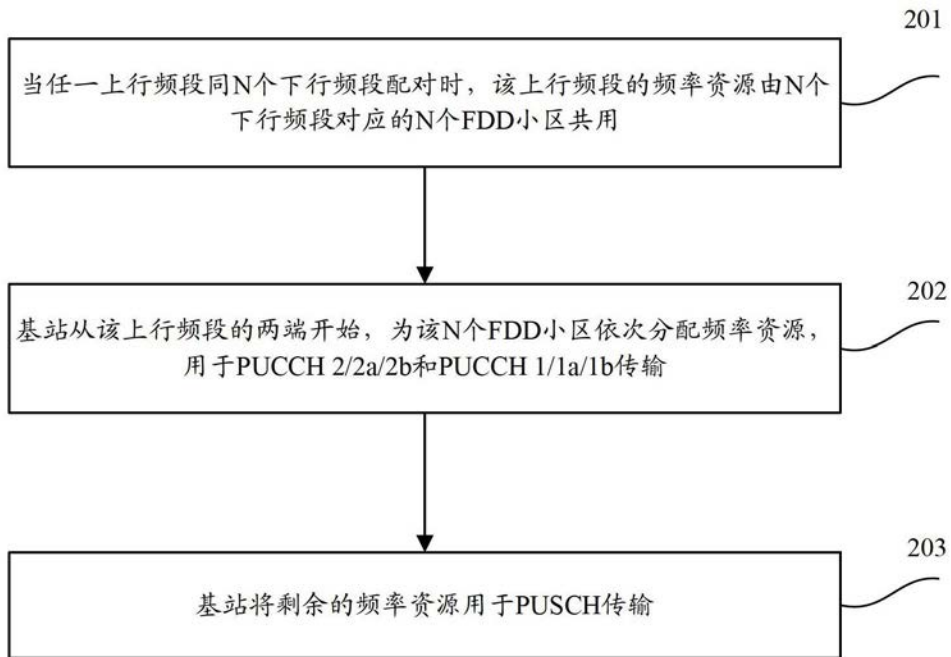 201
当任一上行频段同N个下行频段配对时，该上行频段的频率资源由N个
下行频段对应的N个FDD小区共用
202
基站从该上行频段的两端开始，为该N个FDD小区依次分配频率资源，
用于PUCCH 2/2a/2b和PUCCH 1/1a/1b传输
203
基站将剩余的频率资源用于PUSCH传输